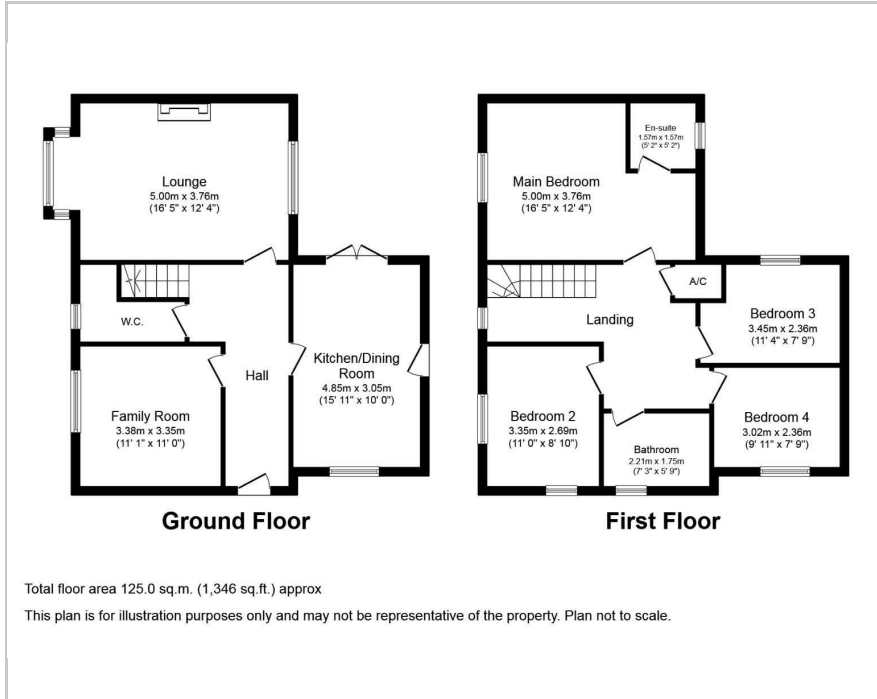 Lounge
5.00m x 3.76m
(16' 5" x 12' 4")
W.C.
Hall
Kitchen/Dining
Room
4.85m x 3.05m
(15' 11" x 10' 0")
Family Room
3.38m x 3.35m
(11' 1" x 11' 0")
Ground Floor
En-suite
1.57m x 1.57m
(5' 2" x 5' 2")
Main Bedroom
5.00m x 3.76m
(16' 5" x 12' 4")
A/C
Landing
Bedroom 3
3.45m x 2.36m
(11' 4" x 7' 9")
Bedroom 2
3.35m x 2.69m
(11' 0" x 8' 10")
Bathroom
2.21m x 1.75m
(7' 3" x 5' 9")
Bedroom 4
3.02m x 2.36m
(9' 11" x 7' 9")
First Floor
Total floor area 125.0 sq.m. (1,346 sq.ft.) approx
This plan is for illustration purposes only and may not be representative of the property. Plan not to scale.